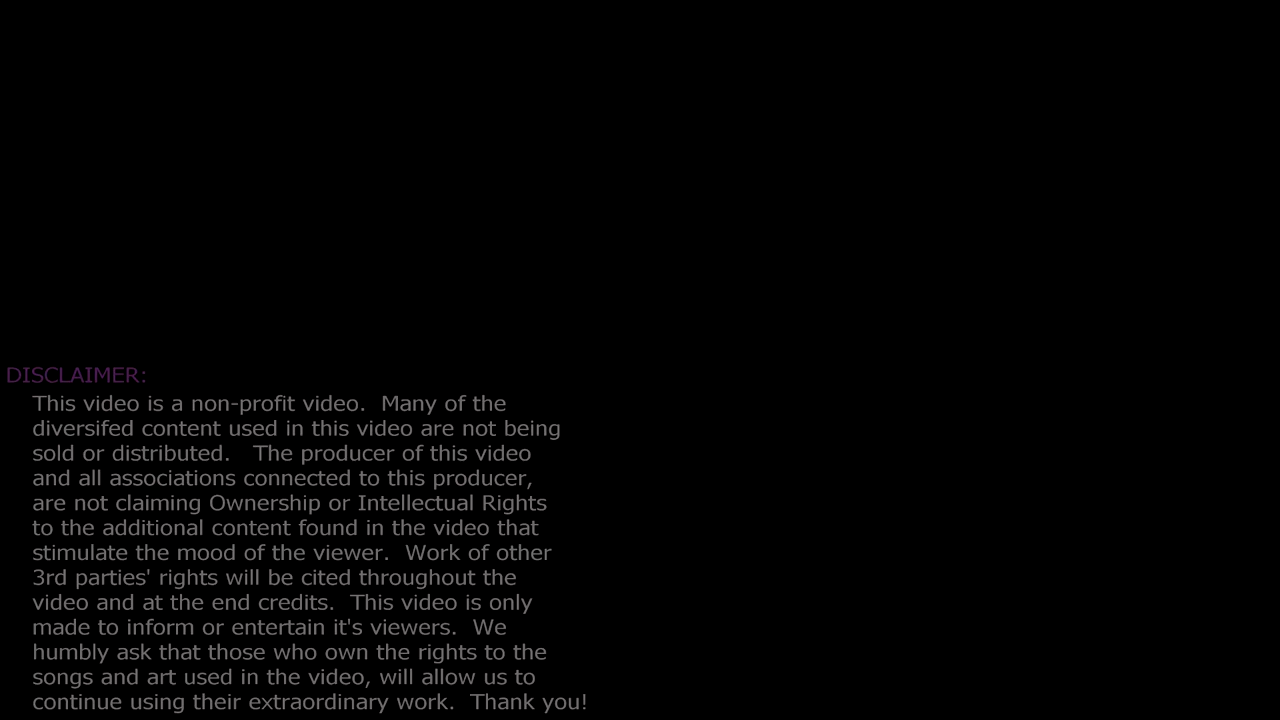 DISCLAIMER:
This video is a non-profit video.  Many of the
diversifed content used in this video are not being
sold or distributed.   The producer of this video
and all associations connected to this producer,
are not claiming Ownership or Intellectual Rights
to the additional content found in the video that
stimulate the mood of the viewer.  Work of other
3rd parties' rights will be cited throughout the
video and at the end credits.  This video is only
made to inform or entertain it's viewers.  We
humbly ask that those who own the rights to the
songs and art used in the video, will allow us to
continue using their extraordinary work.  Thank you!